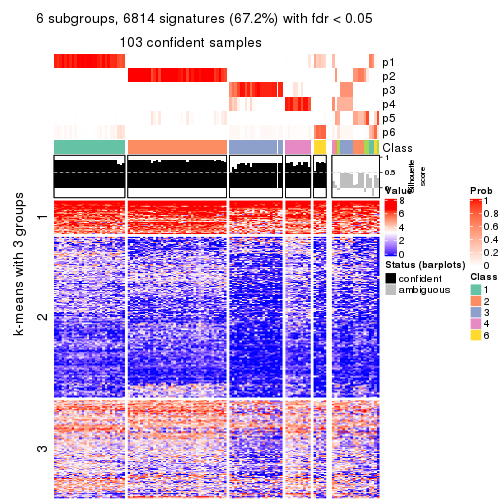 6 subgroups, 6814 signatures (67.2%) with fdr < 0.05
103 confident samples
p1
p2
p3
p4
p5
p6
Class
1
0.5
0
Silhouette
score
k-means with 3 groups
1
2
3
Value
8
6
4
2
0
Status (barplots)
confident
ambiguous
Prob
1
0.8
0.6
0.4
0.2
0
Class
1
2
3
4
6